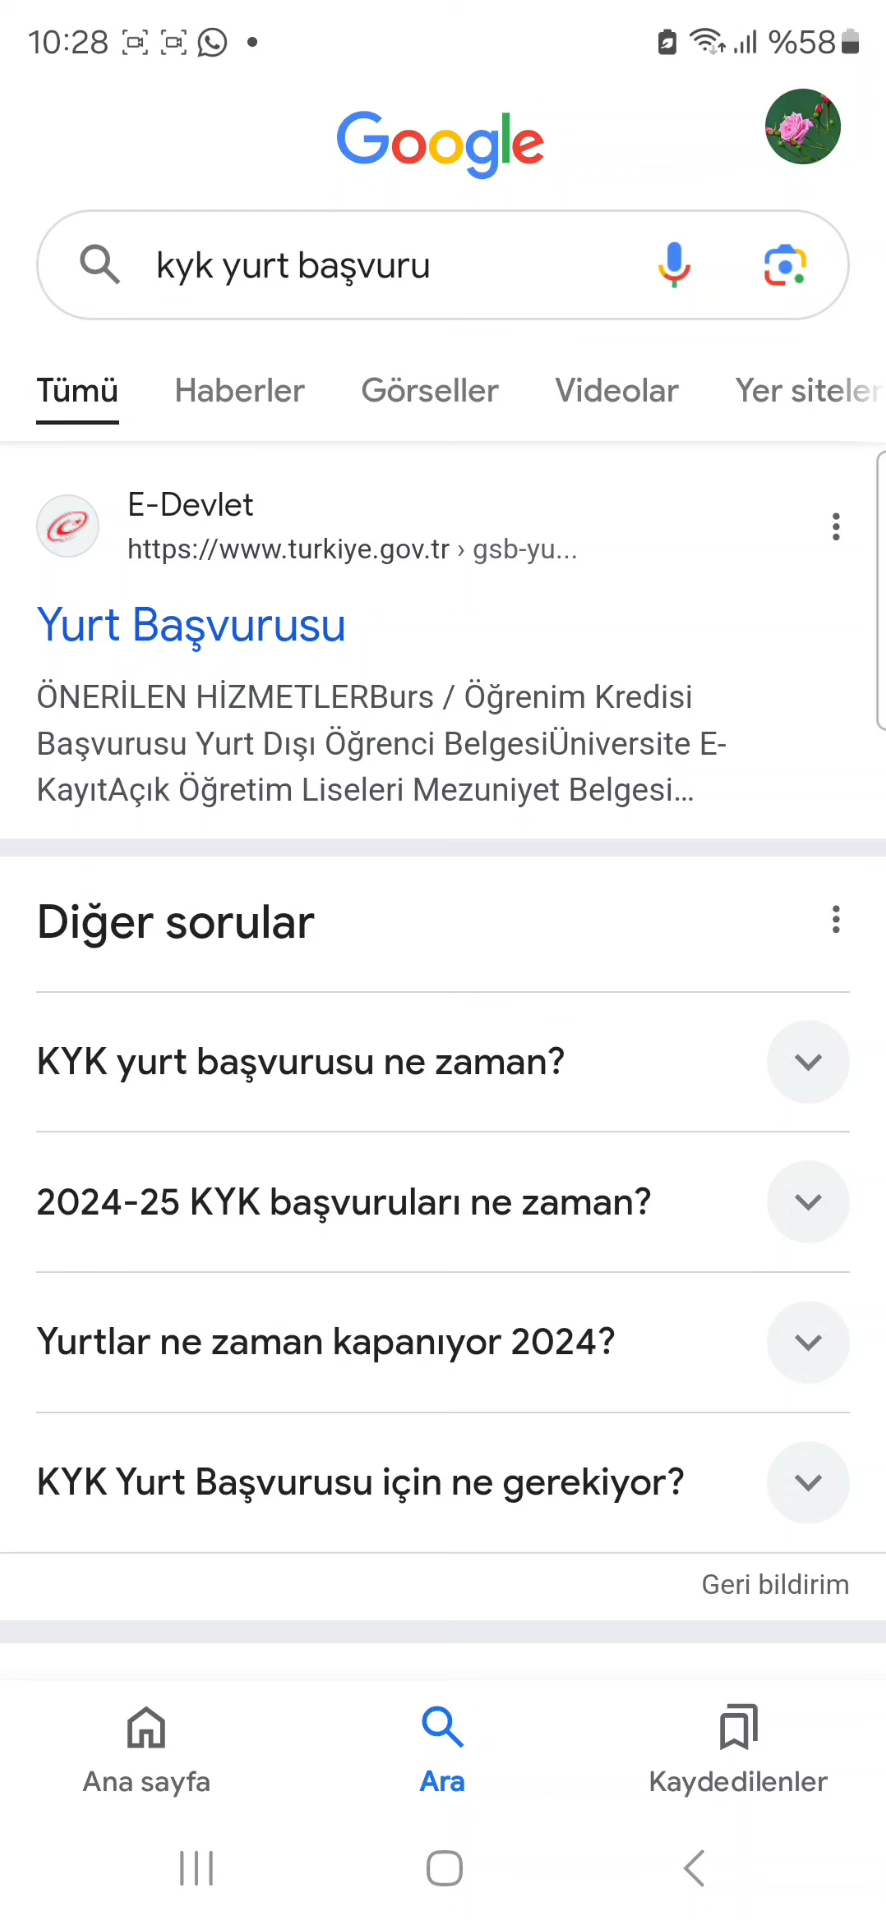 10:28
%58
Google
kyk yurt başvuru
Tümü Haberler Görseller Videolar Yer siteler
E-Devlet
https://www.turkiye.gov.tr › gsb-yu...
Yurt Başvurusu
ÖNERİLEN HİZMETLERBurs / Öğrenim Kredisi
Başvurusu Yurt Dışı Öğrenci BelgesiÜniversite E-
KayıtAçık Öğretim Liseleri Mezuniyet Belgesi...
Diğer sorular
KYK yurt başvurusu ne zaman?
2024-25 KYK başvuruları ne zaman?
Yurtlar ne zaman kapanıyor 2024?
KYK Yurt Başvurusu için ne gerekiyor?
Geri bildirim
Ana sayfa Ara Kaydedilenler